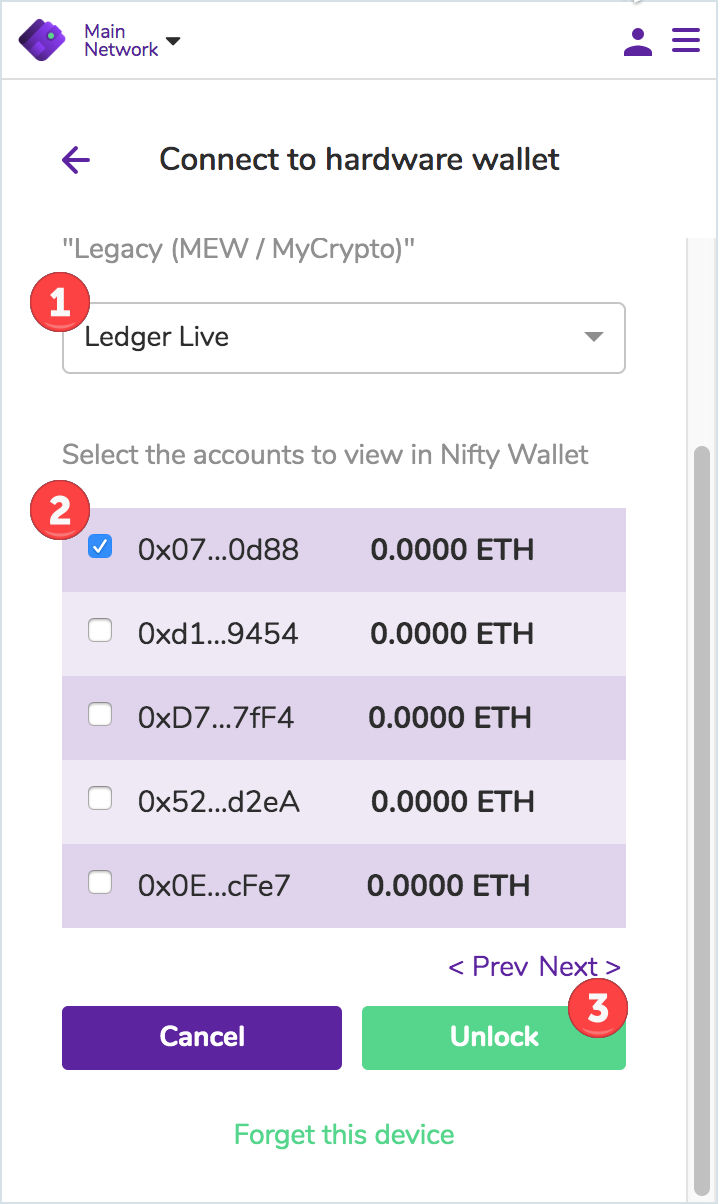 Main
Network
Connect to hardware wallet
"Legacy (MEW / MyCrypto)"
1
Ledger Live
Select the accounts to view in Nifty Wallet
2
0x07...0d88 0.0000 ETH
0xd1...9454 0.0000 ETH
0xD7...7fF4 0.0000 ETH
0x52...d2eA 0.0000 ETH
0x0E...cFe7 0.0000 ETH
< Prev Next >
3
Cancel Unlock
Forget this device